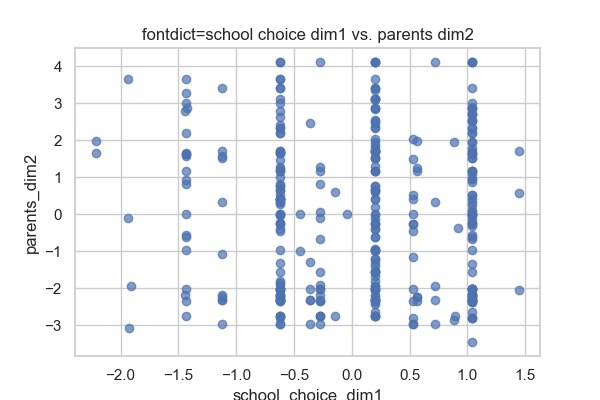 fontdict=school choice dim1 vs. parents dim2
4
3
2
1
0
−1
−2
−3
parents_dim2
−2.0 −1.5 −1.0 −0.5 0.0 0.5 1.0 1.5
school_choice_dim1